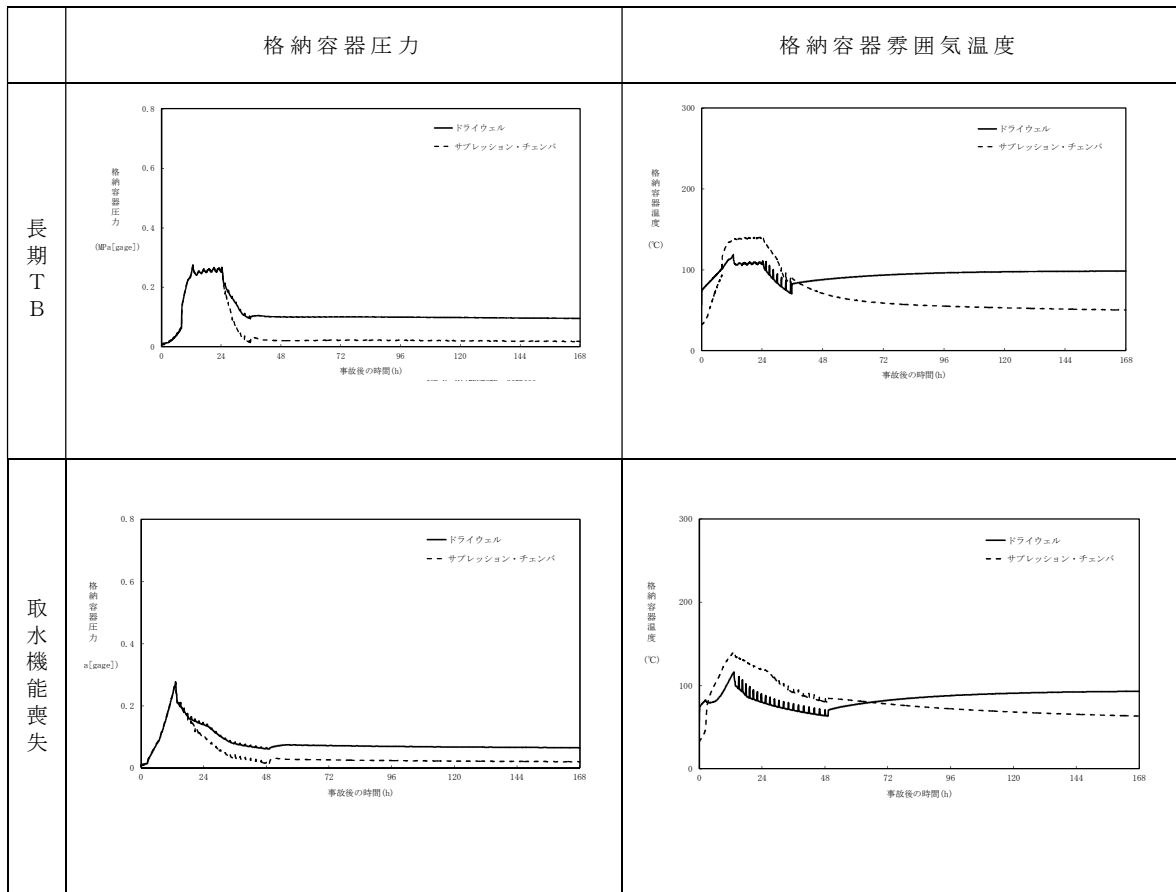 格納容器圧力
格納容器雰囲気温度
長期TB
0.8
0.6
0.4
0.2
0
格納容器圧力
(MPa[gage])
ドライウェル
サプレッション・チェンバ
0 24 48 72 96 120 144 168
事故後の時間(h)
300
200
100
0
格納容器温度
(℃)
ドライウェル
サプレッション・チェンバ
0 24 48 72 96 120 144 168
事故後の時間(h)
取水機能喪失
0.8
0.6
0.4
0.2
0
格納容器圧力
a[gage])
ドライウェル
サプレッション・チェンバ
0 24 48 72 96 120 144 168
事故後の時間(h)
300
200
100
0
格納容器温度
(℃)
ドライウェル
サプレッション・チェンバ
0 24 48 72 96 120 144 168
事故後の時間(h)